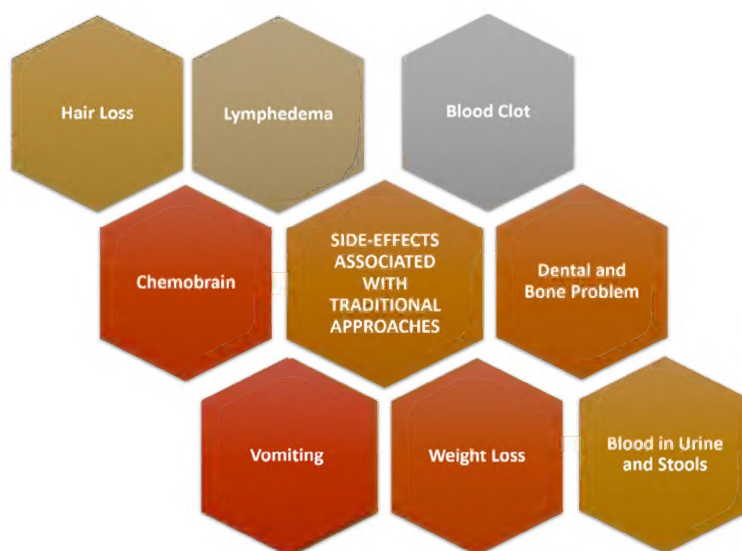 Hair Loss
Lymphedema
Blood Clot
Chemobrain
SIDE-EFFECTS
ASSOCIATED
WITH
TRADITIONAL
APPROACHES
Dental and
Bone Problem
Vomiting
Weight Loss
Blood in Urine
and Stools